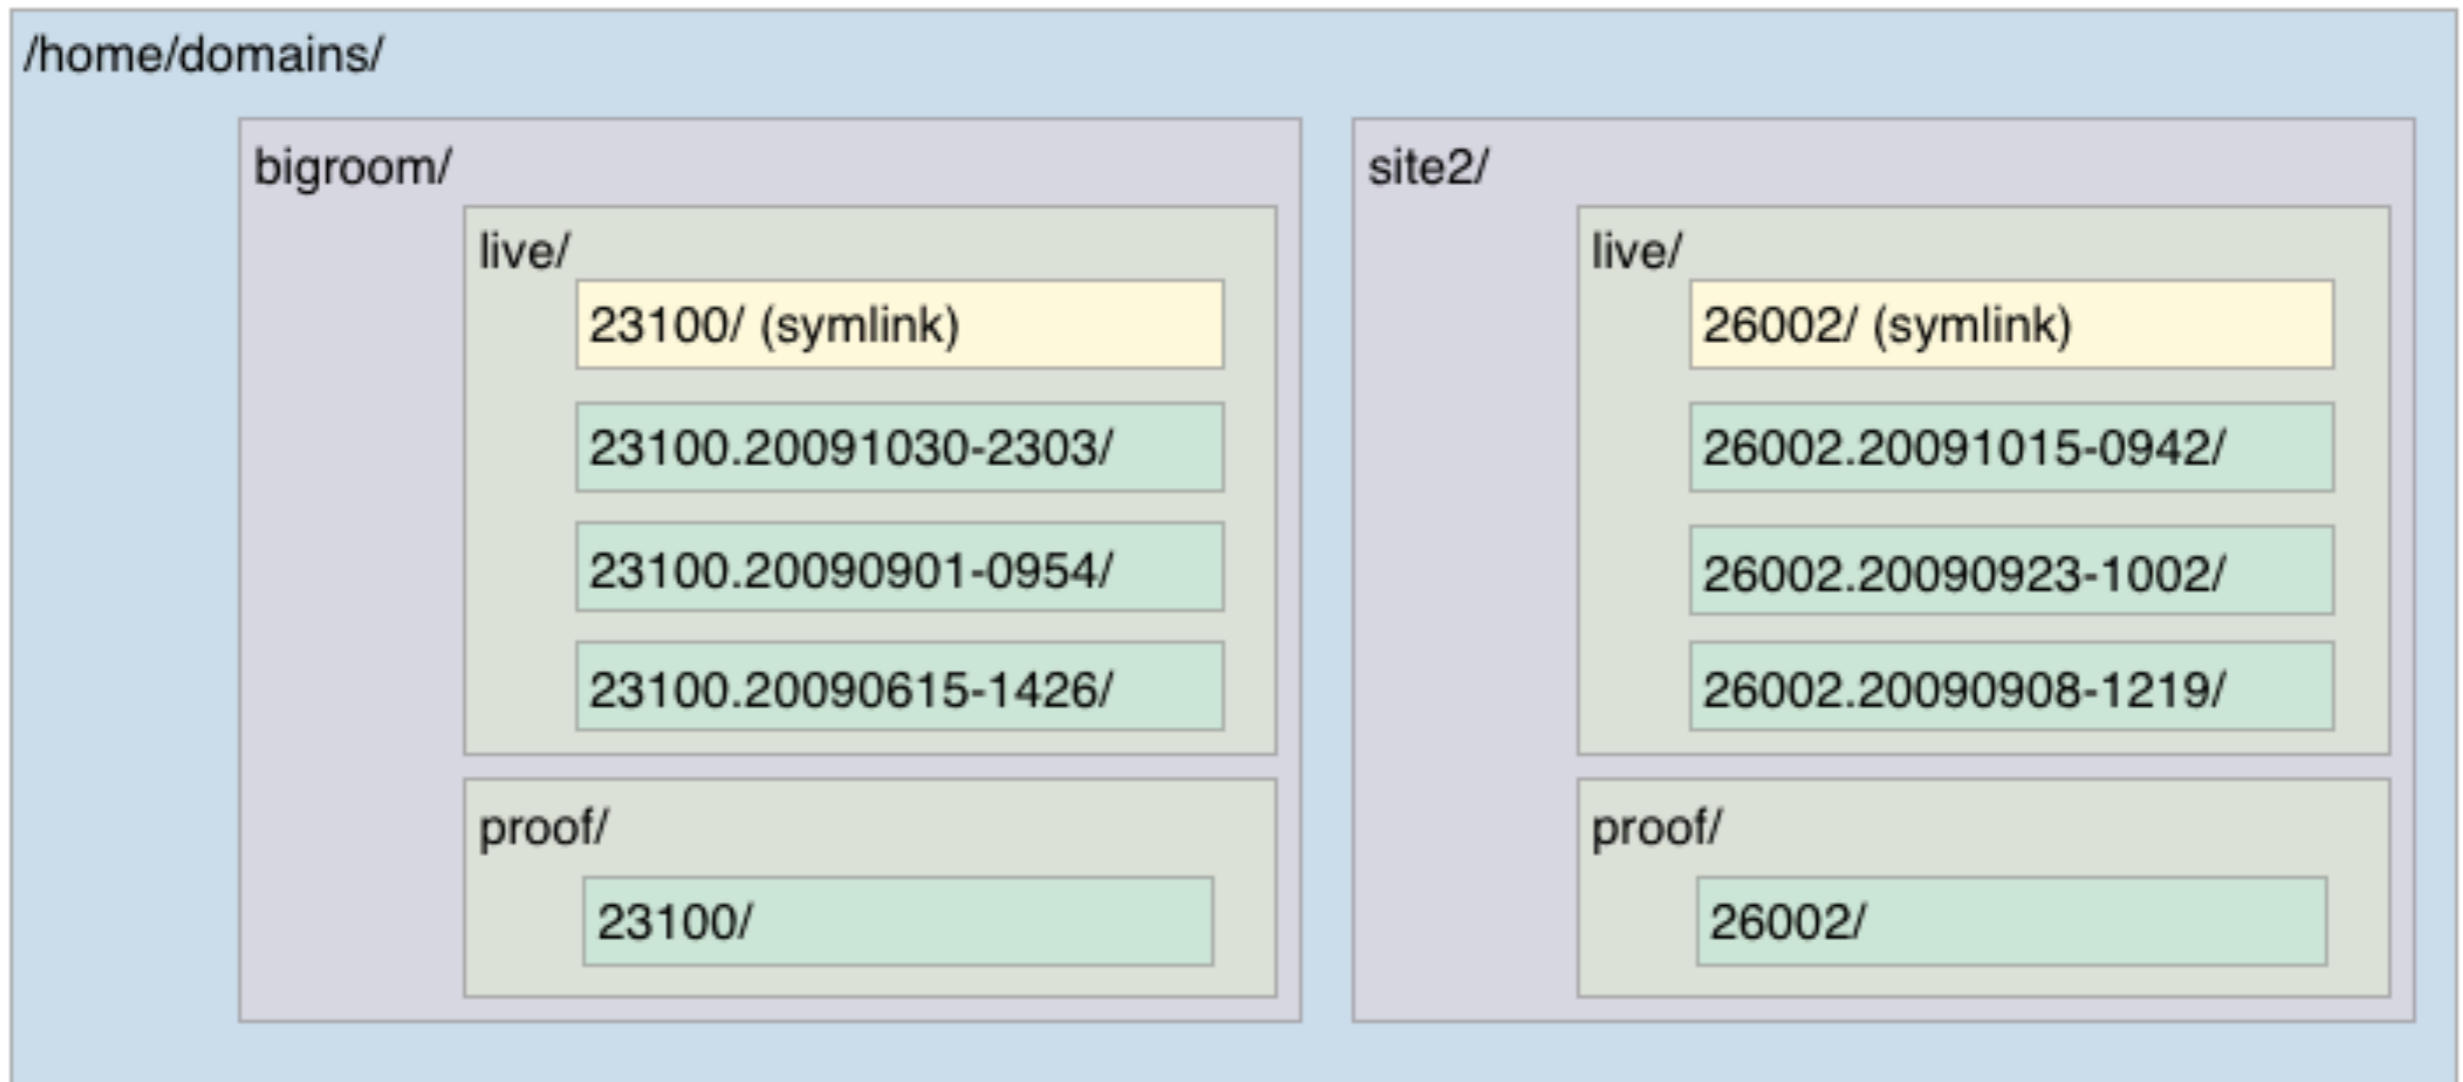 /home/domains/
bigroom/
live/
23100/ (symlink)
23100.20091030-2303/
23100.20090901-0954/
23100.20090615-1426/
proof/
23100/
site2/
live/
26002/ (symlink)
26002.20091015-0942/
26002.20090923-1002/
26002.20090908-1219/
proof/
26002/